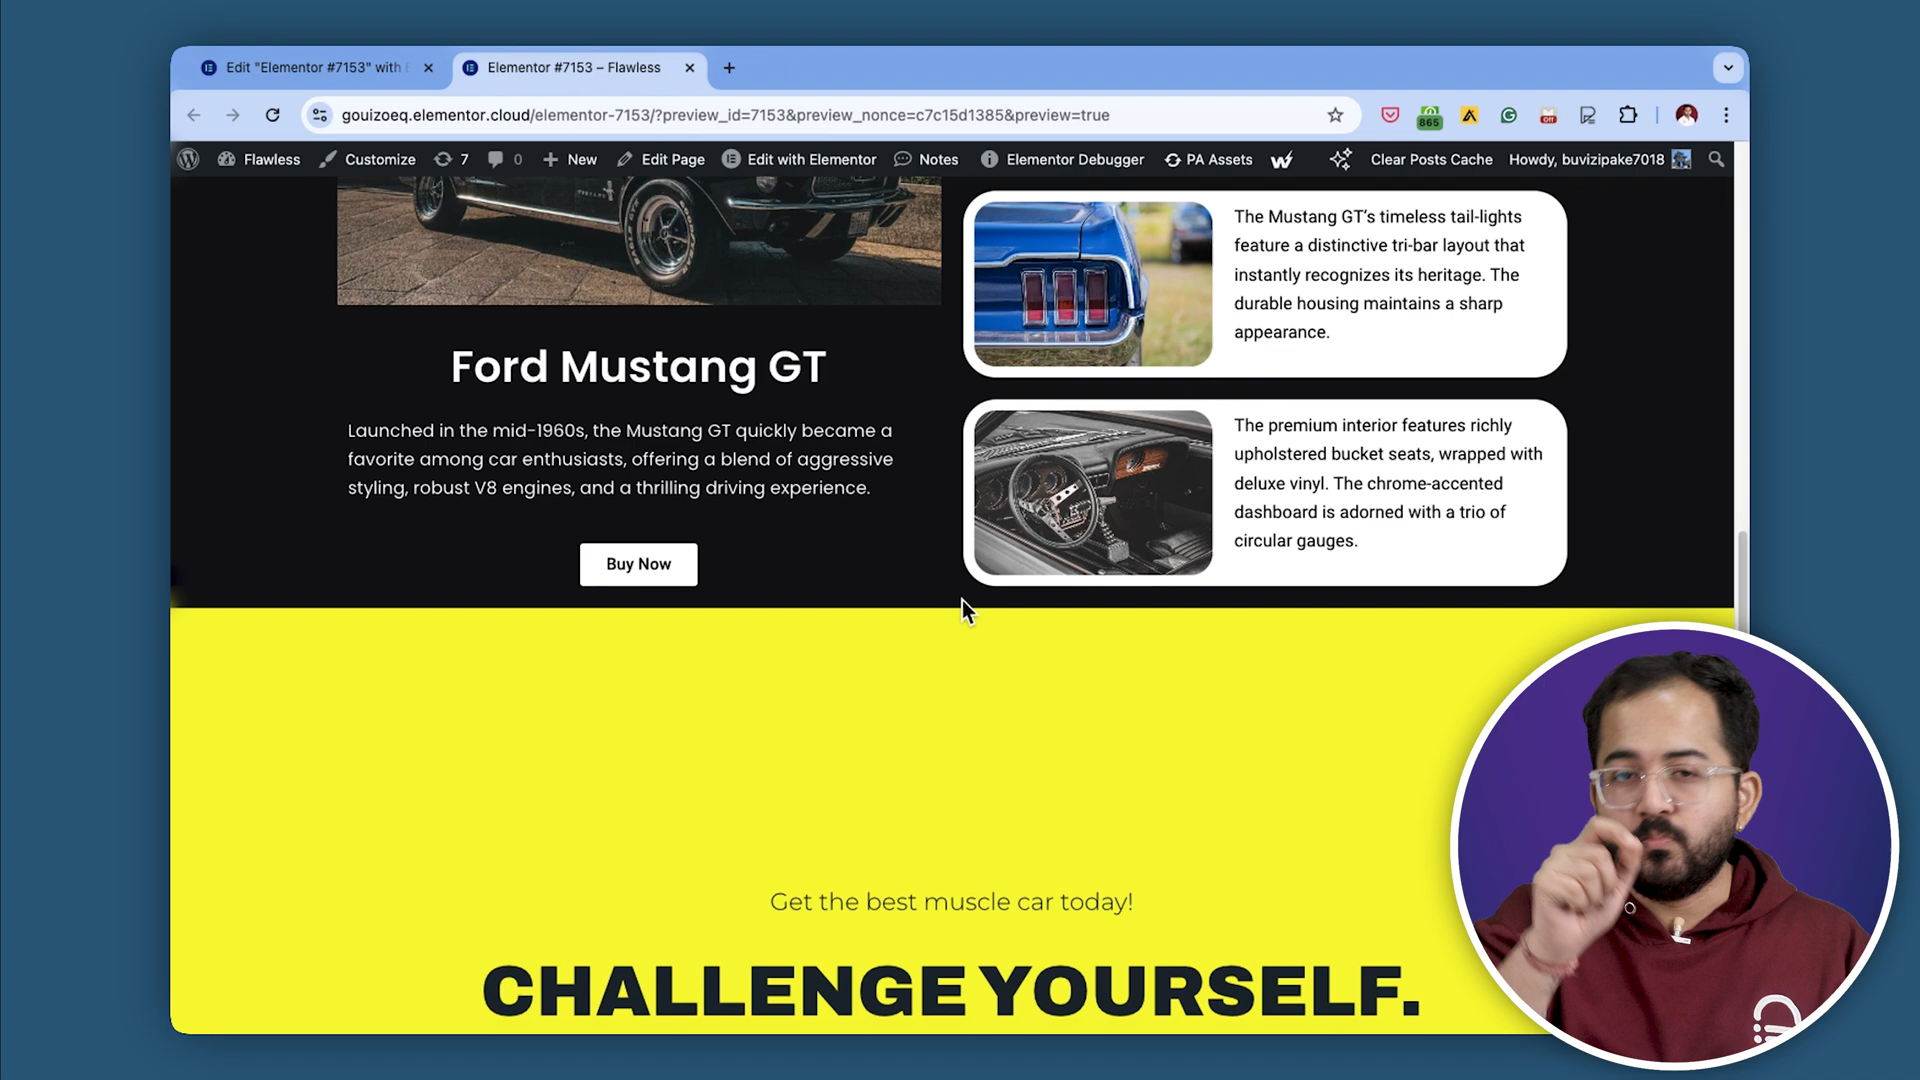 Edit "Elementor #7153" with
Elementor #7153 – Flawless
gouizoeq.elementor.cloud/elementor-7153/?preview_id=7153&preview_nonce=c7c15d1385&preview=true
865
Off
Flawless
Customize
7
0
New
Edit Page
Edit with Elementor
Notes
Elementor Debugger
PA Assets
Clear Posts Cache
Howdy, buvizipake7018
The Mustang GT's timeless tail-lights
feature a distinctive tri-bar layout that
instantly recognizes its heritage. The
durable housing maintains a sharp
appearance.
Ford Mustang GT
Launched in the mid-1960s, the Mustang GT quickly became a
favorite among car enthusiasts, offering a blend of aggressive
styling, robust V8 engines, and a thrilling driving experience.
Buy Now
The premium interior features richly
upholstered bucket seats, wrapped with
deluxe vinyl. The chrome-accented
dashboard is adorned with a trio of
circular gauges.
Get the best muscle car today!
CHALLENGE YOURSELF.